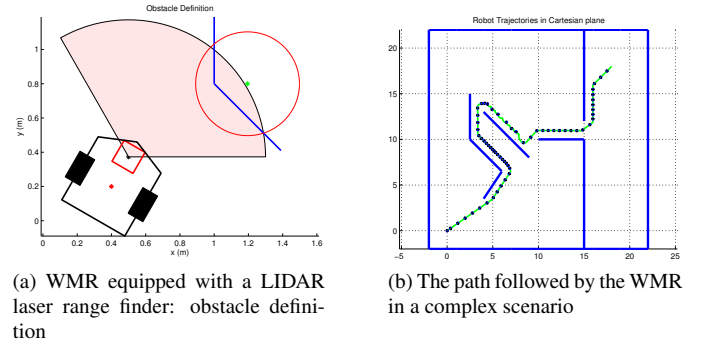 Obstacle Definition
1
0.8
0.6
0.4
0.2
0
y (m)
0 0.2 0.4 0.6 0.8 1 1.2 1.4 1.6
x (m)
Robot Trajectories in Cartesian plane
20
15
10
5
0
-5 0 5 10 15 20 25
(a) WMR equipped with a LIDAR
laser range finder: obstacle defini-
tion
(b) The path followed by the WMR
in a complex scenario